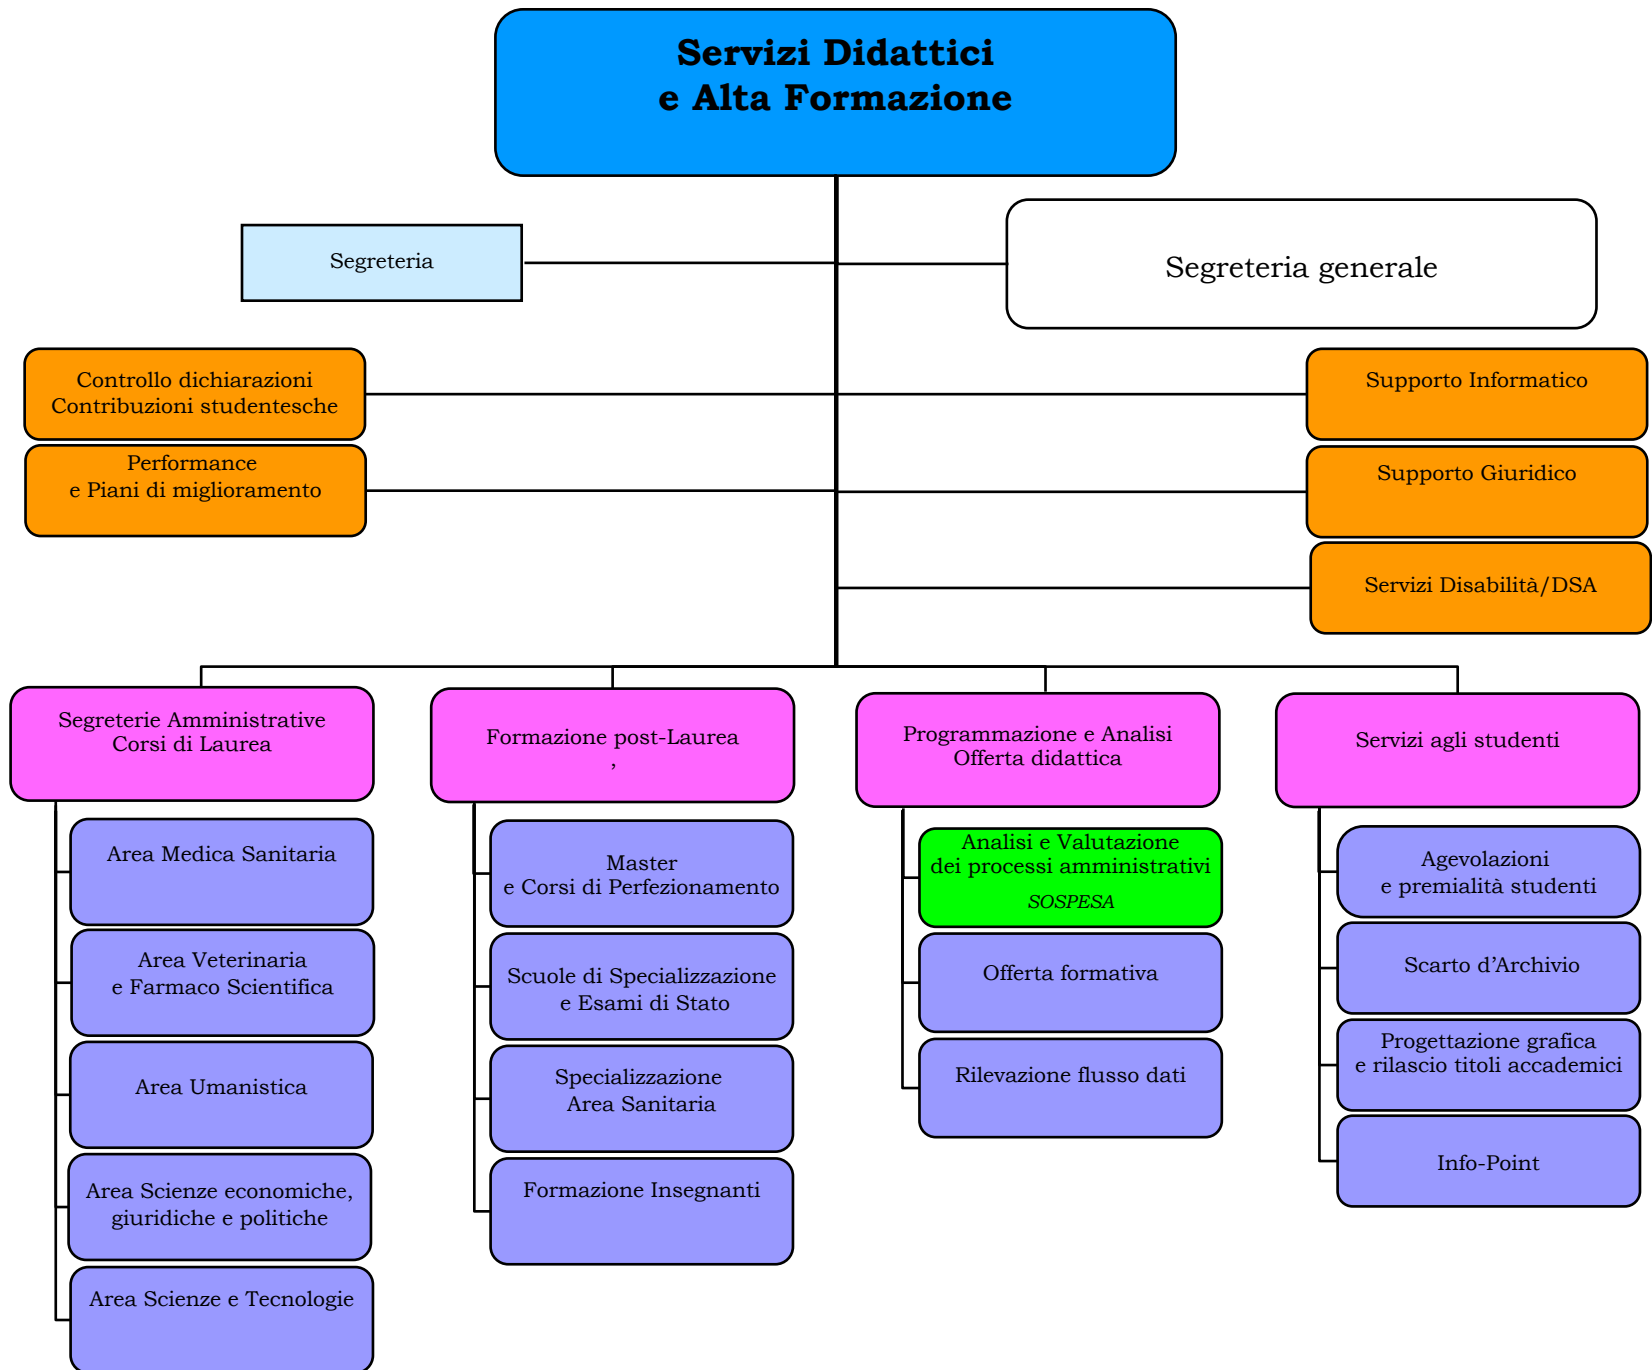 Servizi Didattici
e Alta Formazione
Segreteria
Segreteria generale
Controllo dichiarazioni
Contribuzioni studentesche
Supporto Informatico
Performance
e Piani di miglioramento
Supporto Giuridico
Servizi Disabilità/DSA
Segreterie Amministrative
Corsi di Laurea
Formazione post-Laurea
,
Programmazione e Analisi
Offerta didattica
Servizi agli studenti
Area Medica Sanitaria
Area Veterinaria
e Farmaco Scientifica
Area Umanistica
Area Scienze economiche,
giuridiche e politiche
Area Scienze e Tecnologie
Master
e Corsi di Perfezionamento
Scuole di Specializzazione
e Esami di Stato
Specializzazione
Area Sanitaria
Formazione Insegnanti
Analisi e Valutazione
dei processi amministrativi
SOSPESA
Offerta formativa
Rilevazione flusso dati
Agevolazioni
e premialità studenti
Scarto d'Archivio
Progettazione grafica
e rilascio titoli accademici
Info-Point